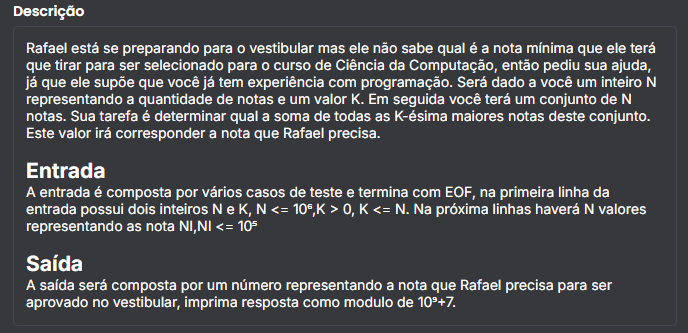 Descrição
Rafael está se preparando para o vestibular mas ele não sabe qual é a nota mínima que ele terá
que tirar para ser selecionado para o curso de Ciência da Computação, então pediu sua ajuda,
já que ele supõe que você já tem experiência com programação. Será dado a você um inteiro N
representando a quantidade de notas e um valor K. Em seguida você terá um conjunto de N
notas. Sua tarefa é determinar qual a soma de todas as K-ésima maiores notas deste conjunto.
Este valor irá corresponder a nota que Rafael precisa.
Entrada
A entrada é composta por vários casos de teste e termina com EOF, na primeira linha da
entrada possui dois inteiros N e K, N <= 10⁶,K > 0, K <= N. Na próxima linhas haverá N valores
representando as nota NI,NI <= 10⁵
Saída
A saída será composta por um número representando a nota que Rafael precisa para ser
aprovado no vestibular, imprima resposta como modulo de 10⁹+7.